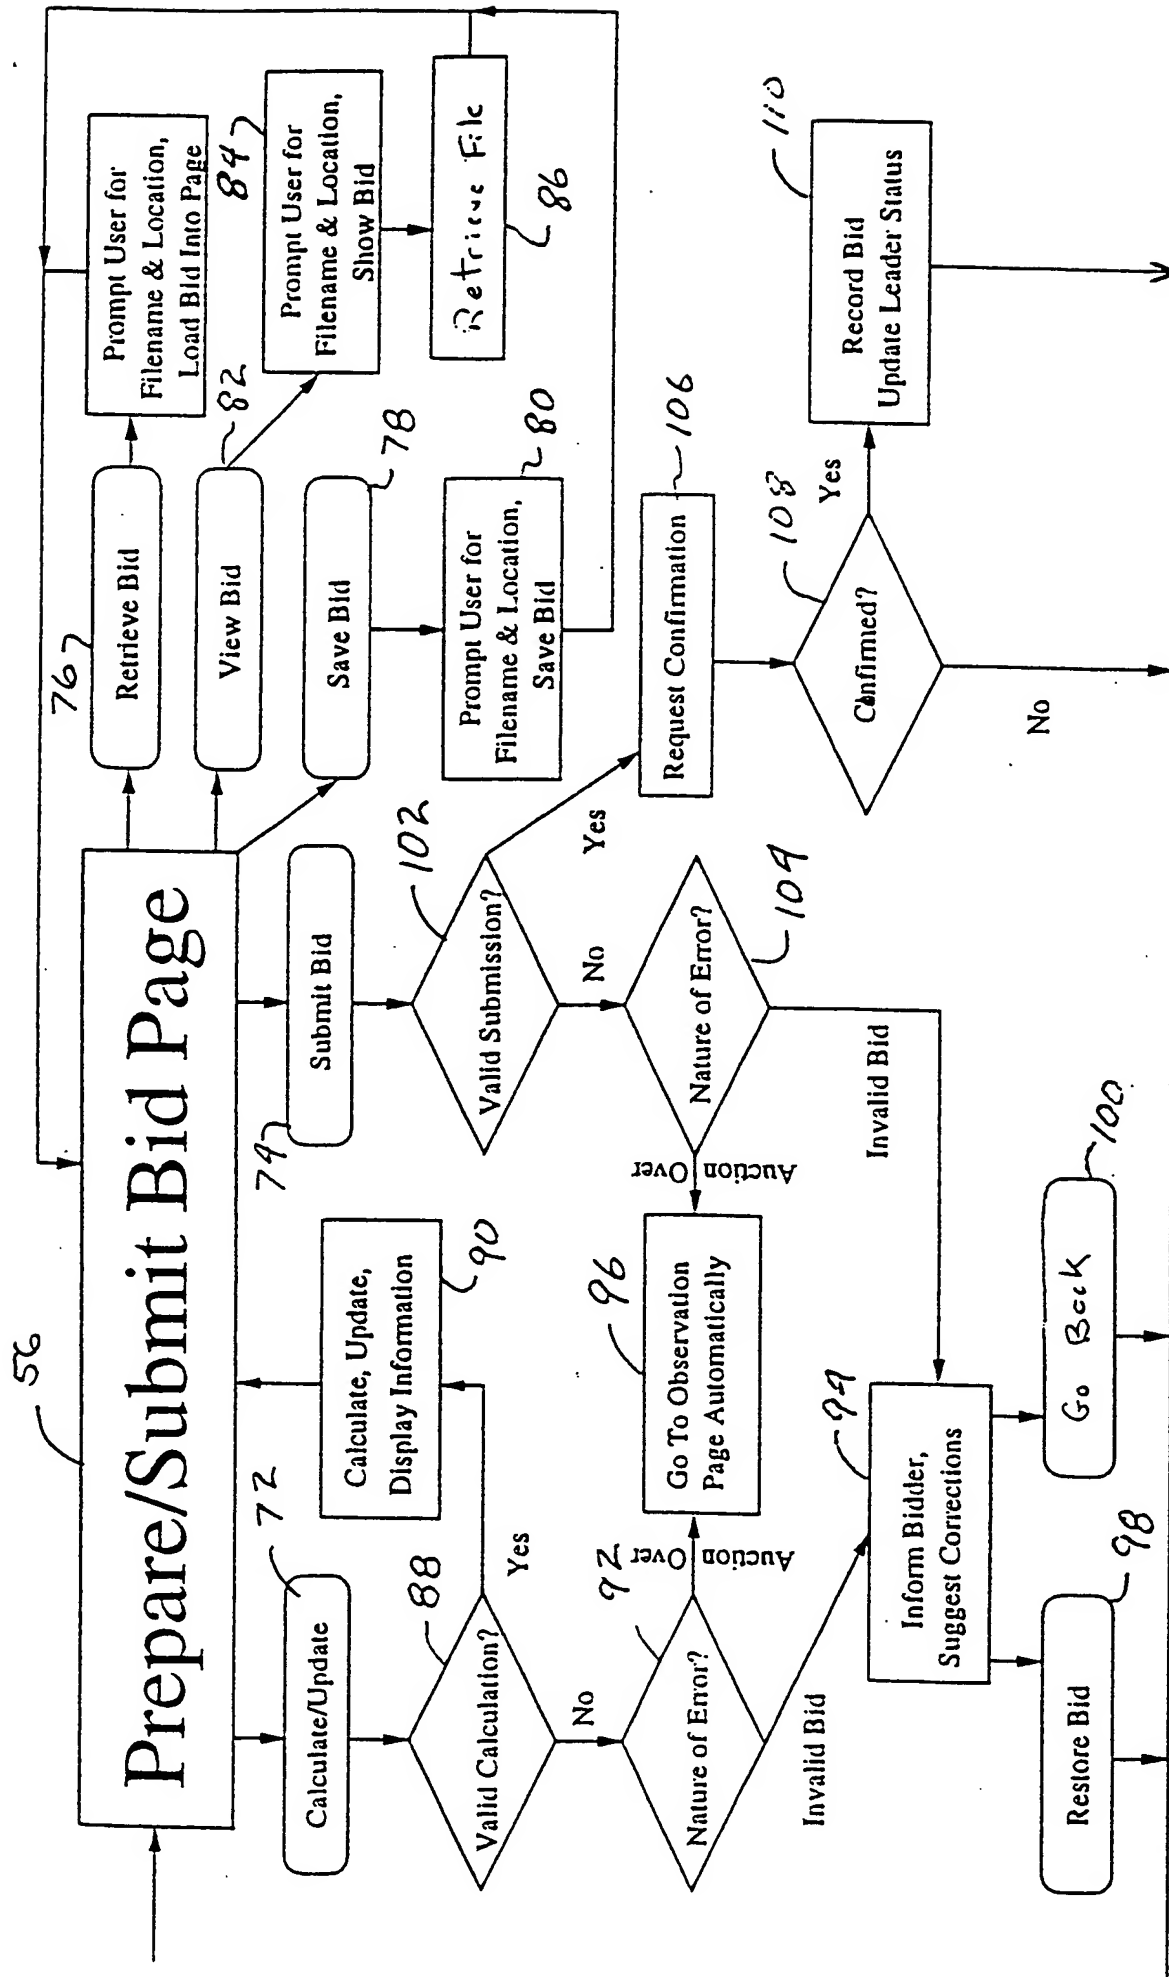 56
Prepare/Submit Bid Page
72
Calculate/Update
88
Valid Calculation?
Yes
No
Calculate, Update,
Display Information
90
92
Nature of Error?
Auction Over
Invalid Bid
96
Go To Observation
Page Automatically
74
Submit Bid
102
Valid Submission?
Yes
No
Nature of Error?
104
Auction Over
Invalid Bid
94
Inform Bidder,
Suggest Corrections
Restore Bid
98
Go Back
100
76
Retrieve Bid
Prompt User for
Filename & Location,
Load Bid Into Page
View Bid
82
84
Prompt User for
Filename & Location,
Show Bid
Retrieve File
86
Save Bid
78
Prompt User for
Filename & Location,
Save Bid
80
Request Confirmation
106
108
Confirmed?
Yes
No
110
Record Bid
Update Leader Status